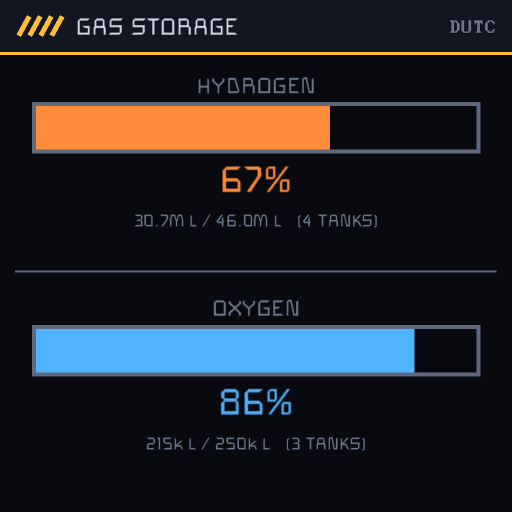 GAS STORAGE
DUTC
HYDROGEN
67%
30.7M L / 46.0M L (4 TANKS)
OXYGEN
86%
215k L / 250k L (3 TANKS)